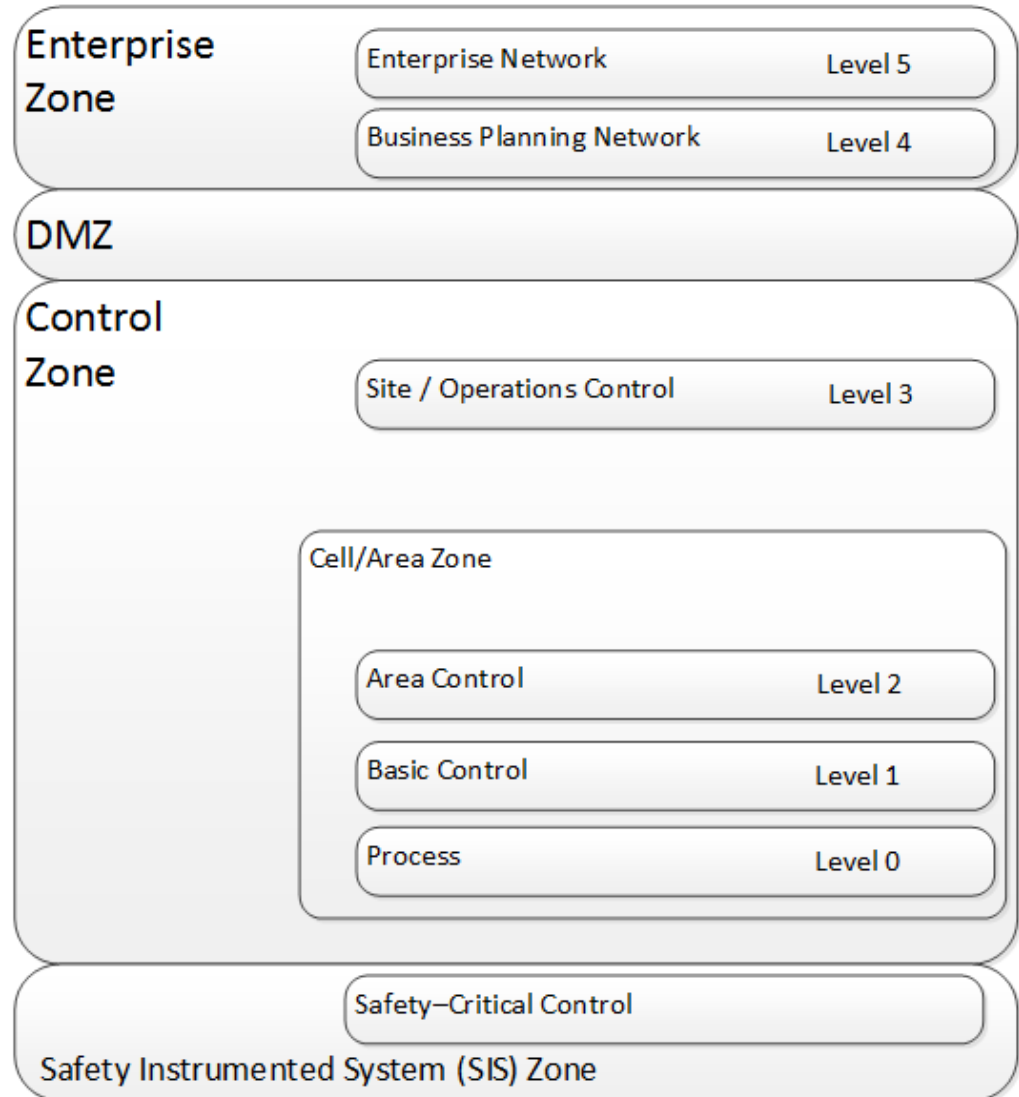 Enterprise
Zone
Enterprise Network Level 5
Business Planning Network Level 4
DMZ
Control
Zone
Site / Operations Control Level 3
Cell/Area Zone
Area Control Level 2
Basic Control Level 1
Process Level 0
Safety–Critical Control
Safety Instrumented System (SIS) Zone